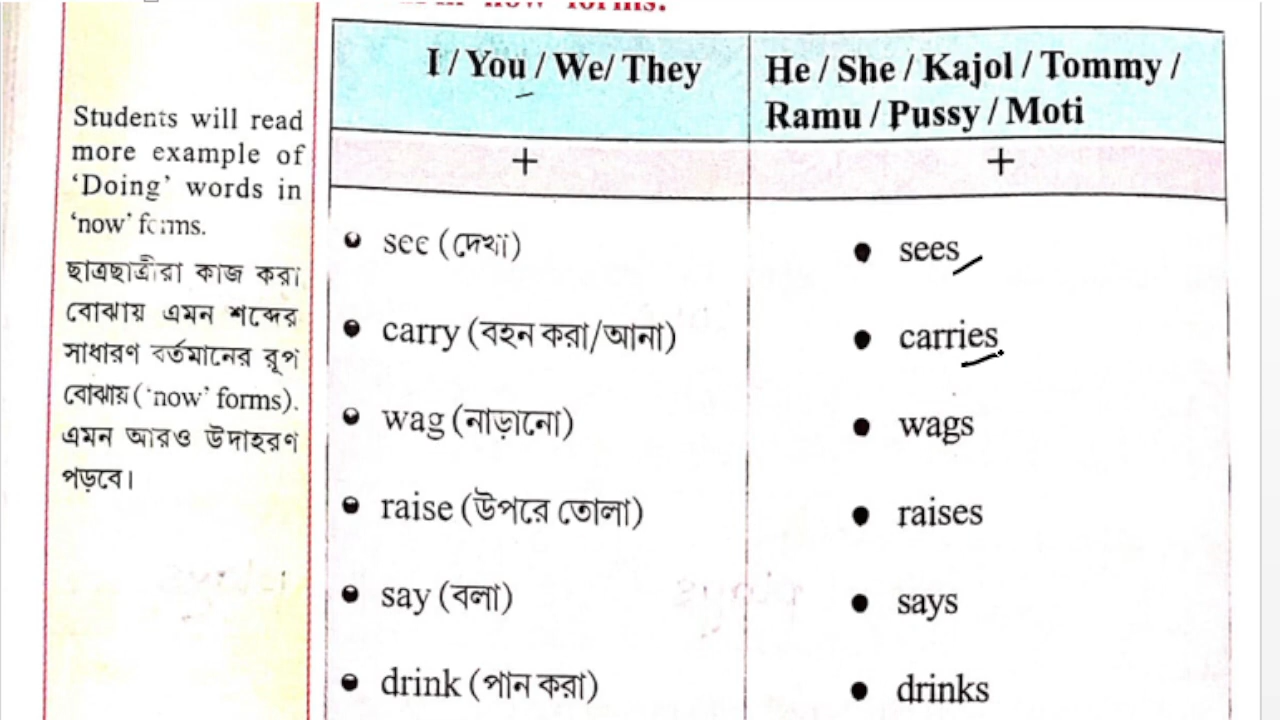 forms.
Students will read
more example of
'Doing' words in
'now' forms.
ছাত্রছাত্রীরা কাজ করা
বোঝায় এমন শব্দের
সাধারণ বর্তমানের রূপ
বোঝায় ('now' forms).
এমন আরও উদাহরণ
পড়বে।
I / You / We/ They
He / She / Kajol / Tommy /
Ramu / Pussy / Moti
+ +
• see (দেখা) • sees
• carry (বহন করা/আনা) • carries
• wag (নাড়ানো) • wags
• raise (উপরে তোলা) • raises
• say (বলা) • says
• drink (পান করা) • drinks